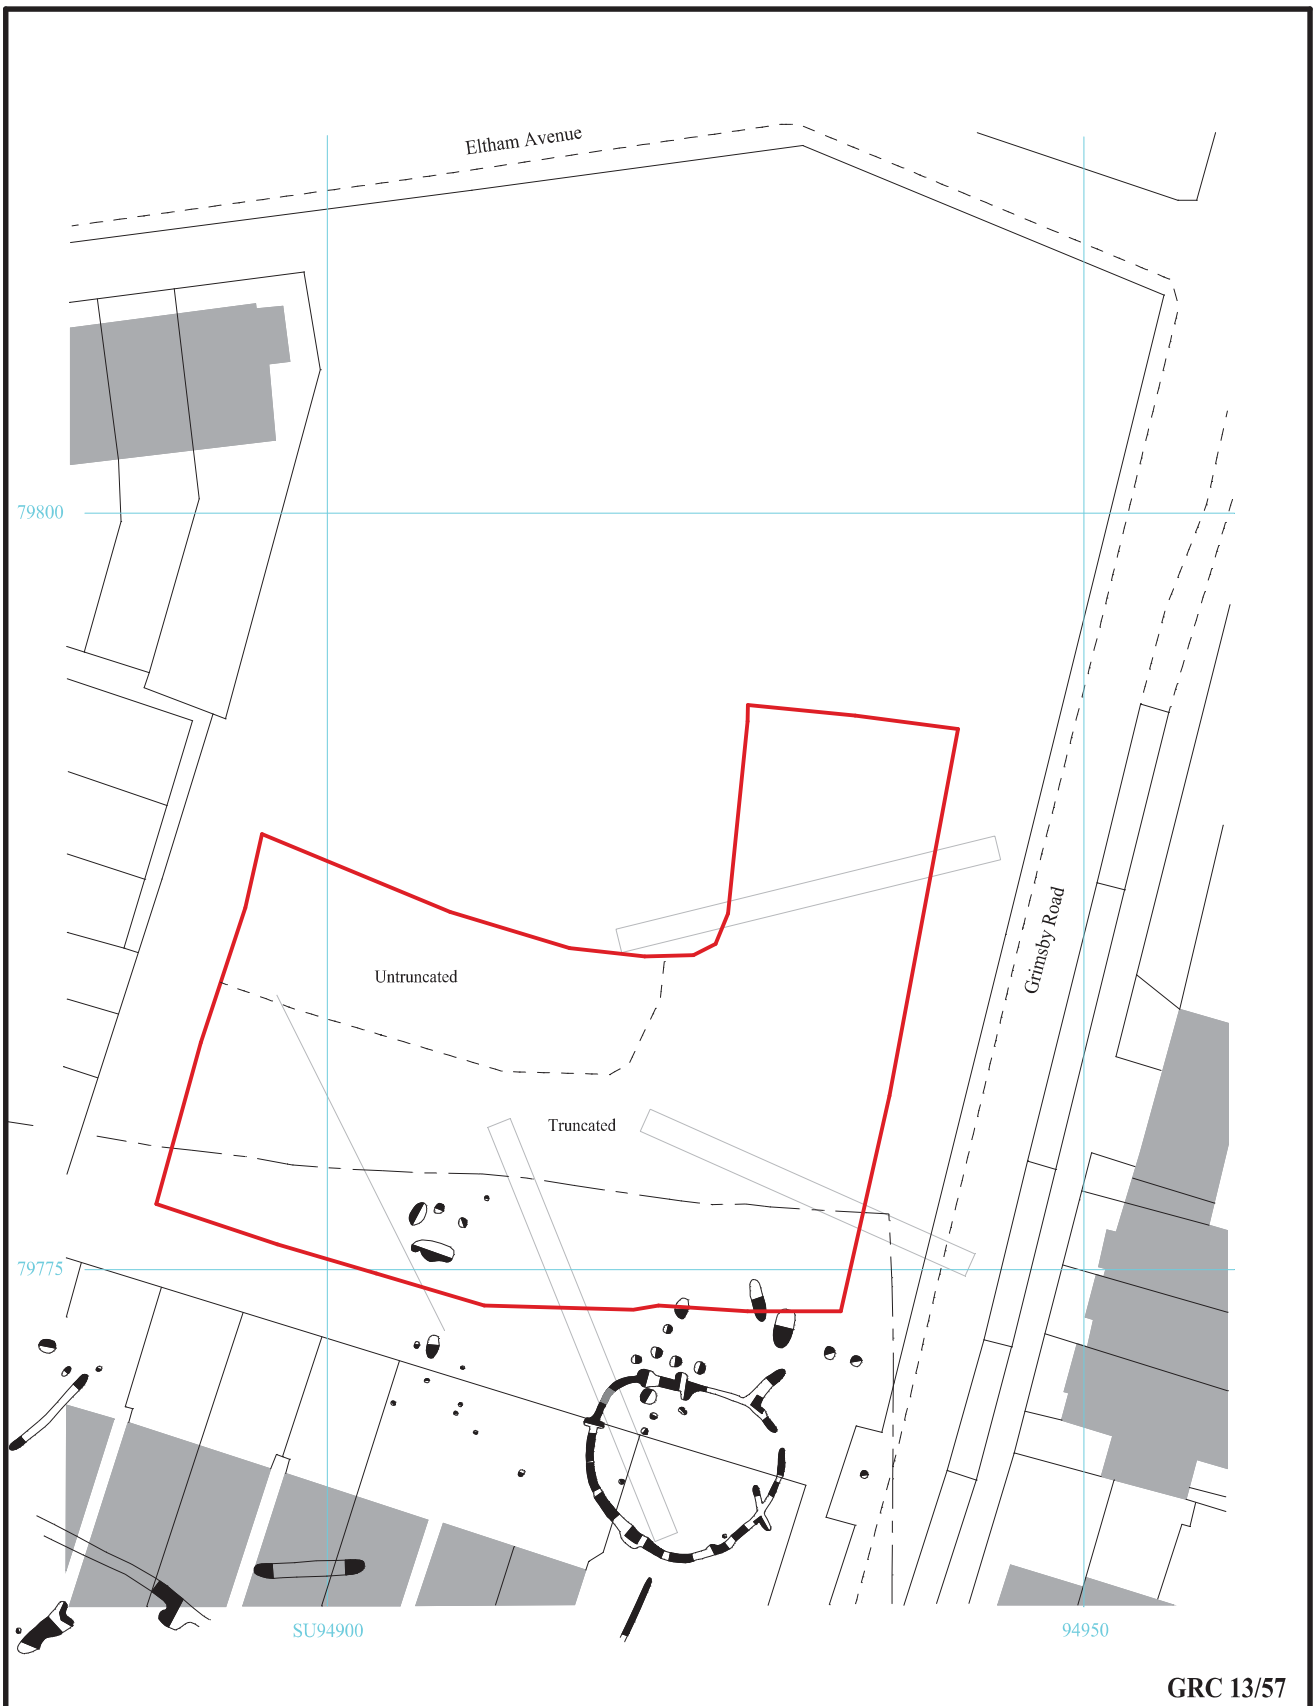 Eltham Avenue
79800
Grimsby Road
Untruncated
Truncated
79775
SU94900
94950
GRC 13/57